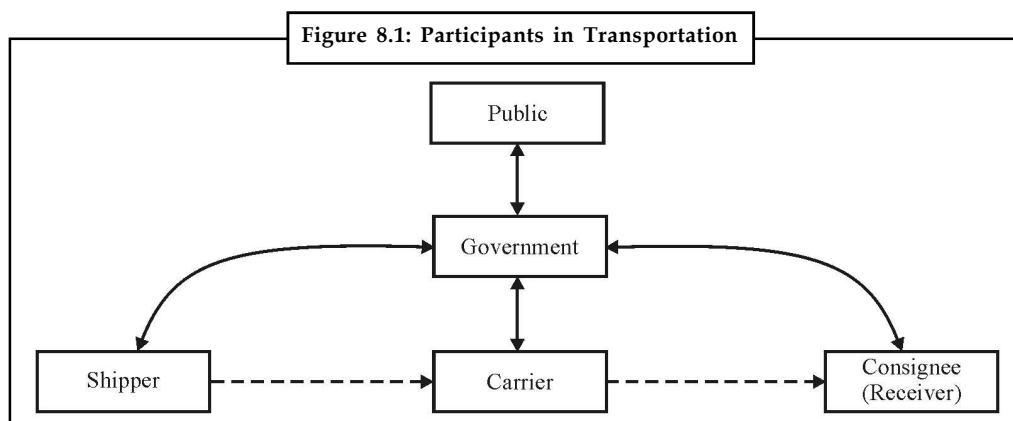 Figure 8.1: Participants in Transportation
Public
Government
Shipper
Carrier
Consignee
(Receiver)